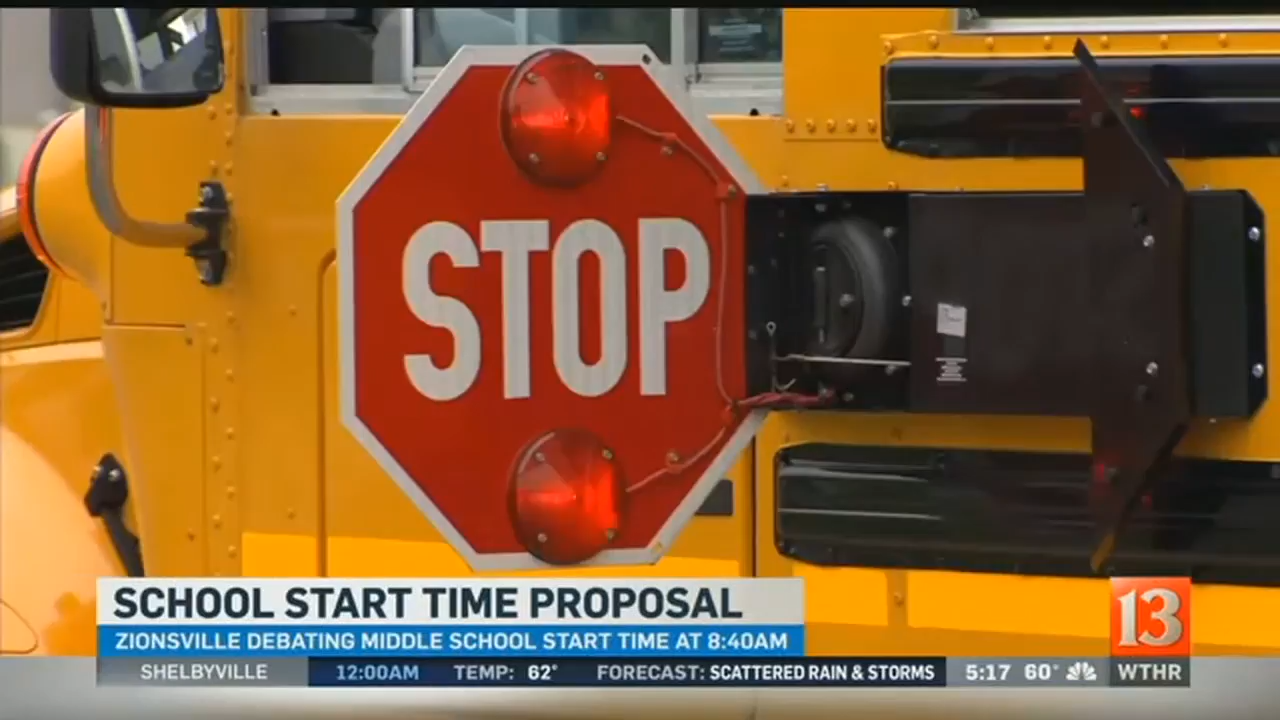 STOP
SCHOOL START TIME PROPOSAL
ZIONSVILLE DEBATING MIDDLE SCHOOL START TIME AT 8:40AM
13
SHELBYVILLE 12:00AM TEMP: 62° FORECAST: SCATTERED RAIN & STORMS 5:17 60° WTHR